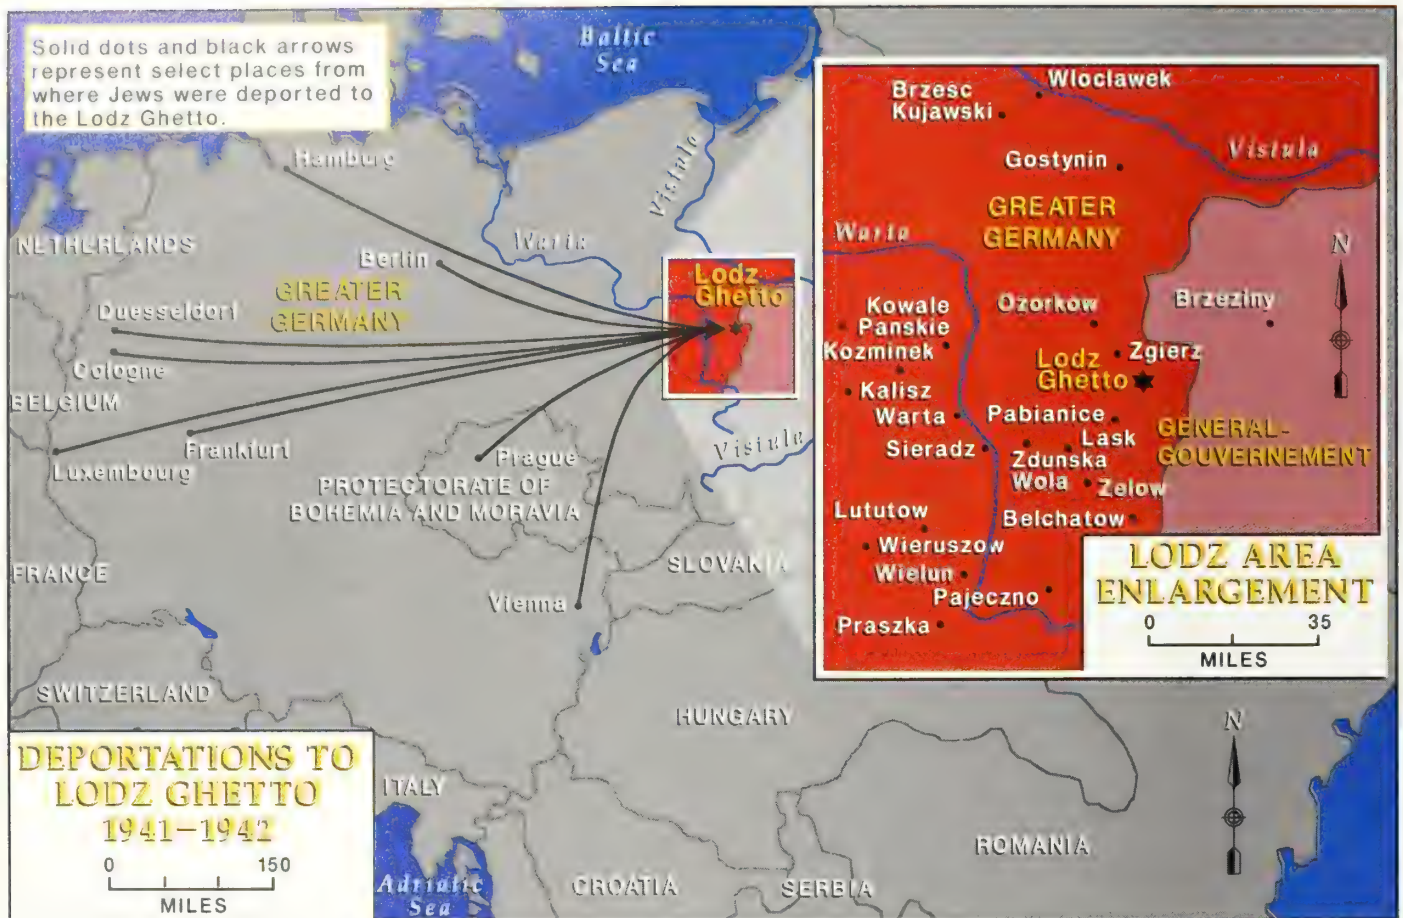 Solid dots and black arrows
represent select places from
where Jews were deported to
the Lodz Ghetto.
Baltic
Sea
Hamburg
Vistula
NETHERLANDS
Warta
Berlin
GREATER
GERMANY
Lodz
Ghetto
Duesseldorf
Cologne
BELGIUM
Frankfurt
Luxembourg
Prague
Vistula
PROTECTORATE OF
BOHEMIA AND MORAVIA
SLOVAKIA
FRANCE
Vienna
SWITZERLAND
HUNGARY
ITALY
ROMANIA
Adriatic
Sea
CROATIA
SERBIA
N
DEPORTATIONS TO
LODZ GHETTO
1941–1942
0 150
MILES
Wloclawek
Brzesc
Kujawski
Vistula
Gostynin
GREATER
GERMANY
Warta
N
Kowale
Panskie
Ozorkow
Brzeziny
Kozminek
Zgierz
Lodz
Ghetto
Kalisz
Warta
Pabianice
Lask
GENERAL-
GOUVERNEMENT
Sieradz
Zdunska
Wola
Zelow
Lututow
Belchatow
Wieruszow
Wielun
Pajeczno
Praszka
LODZ AREA
ENLARGEMENT
0 35
MILES